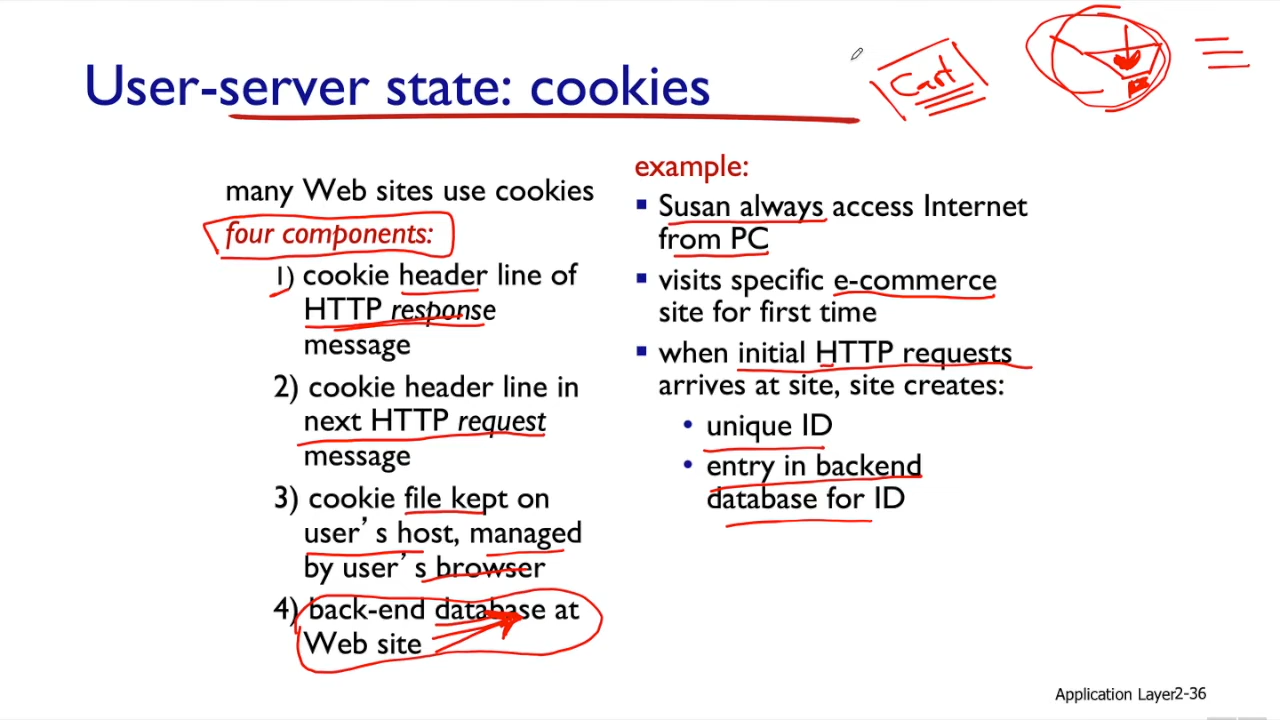 User-server state: cookies
Cart
many Web sites use cookies
four components:
1) cookie header line of
HTTP response
message
2) cookie header line in
next HTTP request
message
3) cookie file kept on
user’s host, managed
by user’s browser
4) back-end database at
Web site
example:
▪ Susan always access Internet
from PC
▪ visits specific e-commerce
site for first time
▪ when initial HTTP requests
arrives at site, site creates:
• unique ID
• entry in backend
database for ID
Application Layer2-36